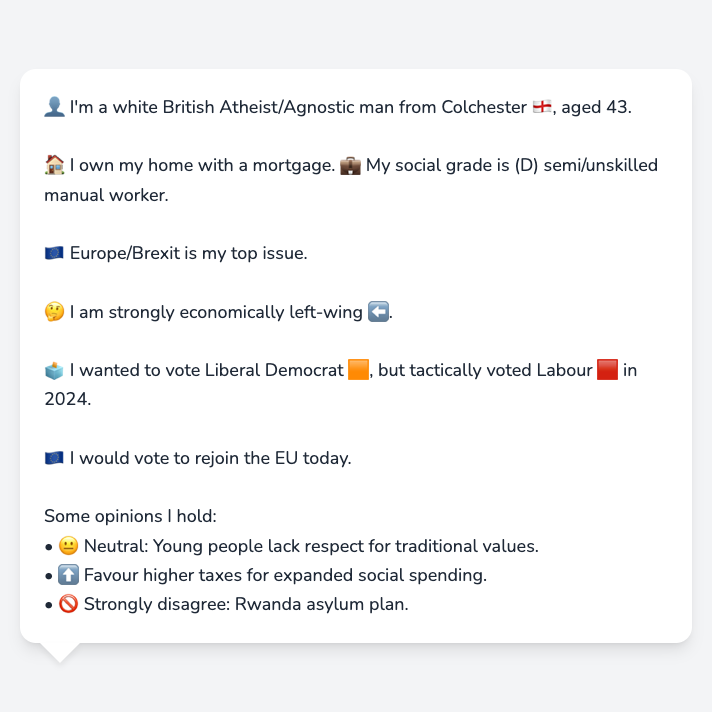 👤 I'm a white British Atheist/Agnostic man from Colchester 🏴󠁧󠁢󠁥󠁮󠁧󠁿, aged 43.
🏠 I own my home with a mortgage. 💼 My social grade is (D) semi/unskilled
manual worker.
🇪🇺 Europe/Brexit is my top issue.
🤔 I am strongly economically left-wing ⬅️.
🗳️ I wanted to vote Liberal Democrat 🟧, but tactically voted Labour 🟥 in
2024.
🇪🇺 I would vote to rejoin the EU today.
Some opinions I hold:
• 😐 Neutral: Young people lack respect for traditional values.
• ⬆️ Favour higher taxes for expanded social spending.
• 🚫 Strongly disagree: Rwanda asylum plan.